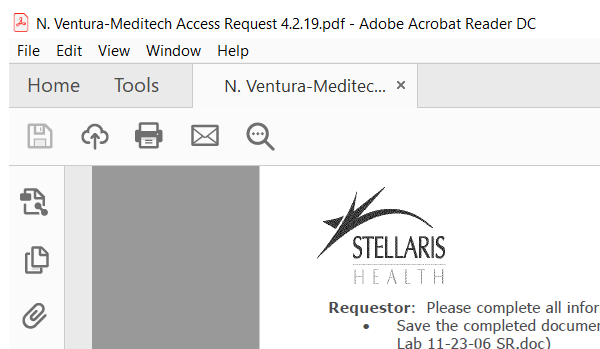 N. Ventura-Meditech Access Request 4.2.19.pdf - Adobe Acrobat Reader DC
File Edit View Window Help
Home Tools N. Ventura-Meditec... ×
STELLARIS
HEALTH
Requestor: Please complete all infor
• Save the completed documen
Lab 11-23-06 SR.doc)